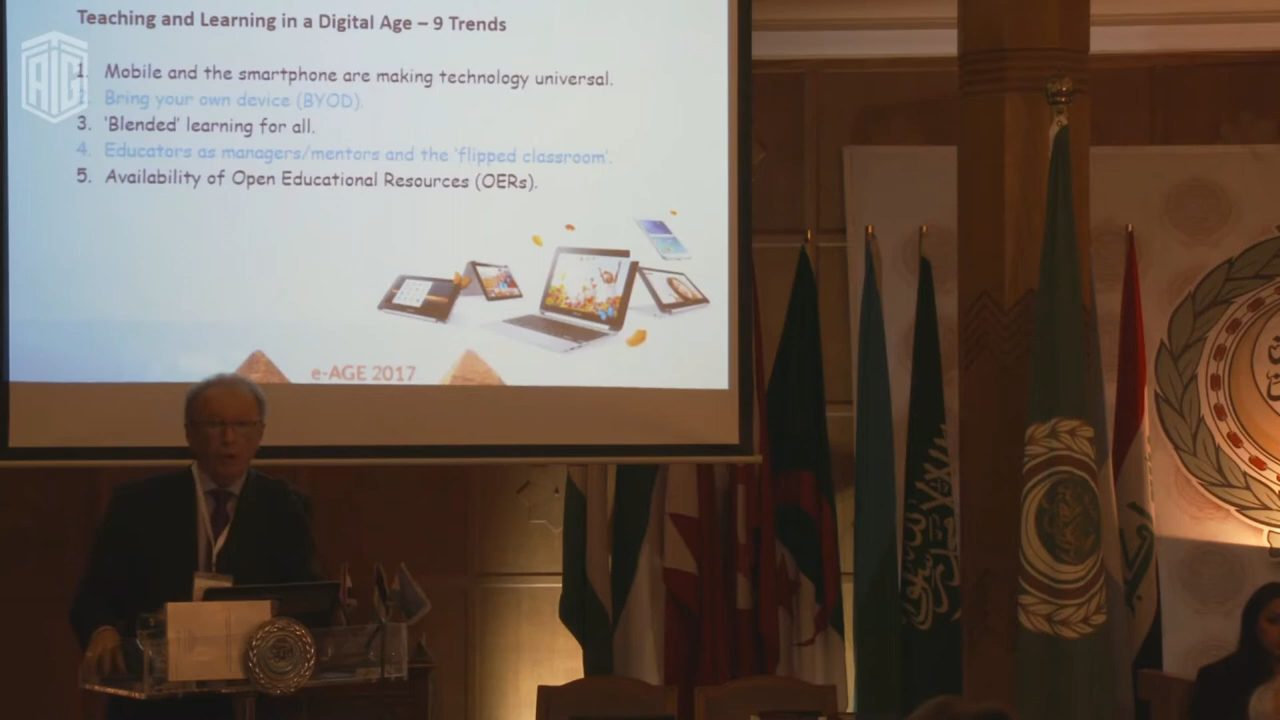 Teaching and Learning in a Digital Age – 9 Trends
AIG
1. Mobile and the smartphone are making technology universal.
2. Bring your own device (BYOD).
3. 'Blended' learning for all.
4. Educators as managers/mentors and the 'flipped classroom'.
5. Availability of Open Educational Resources (OERs).
e-AGE 2017